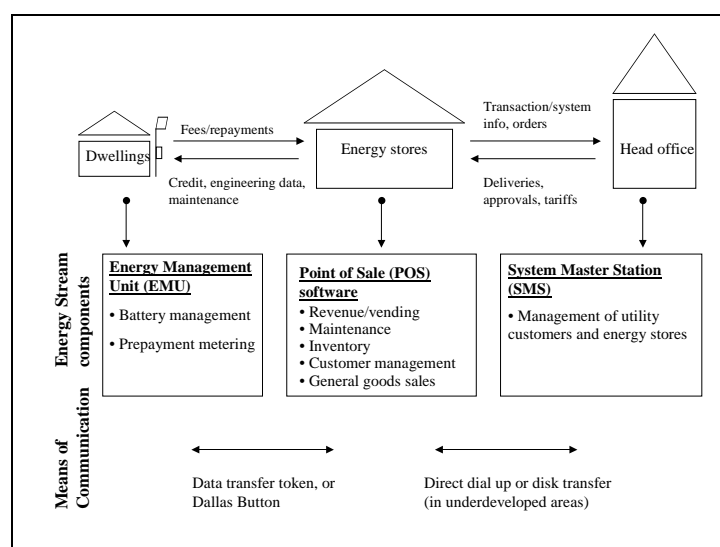 Dwellings
Fees/repayments
Credit, engineering data,
maintenance
Energy stores
Transaction/system
info, orders
Deliveries,
approvals, tariffs
Head office
Energy Stream
components
Energy Management
Unit (EMU)
• Battery management
• Prepayment metering
Point of Sale (POS)
software
• Revenue/vending
• Maintenance
• Inventory
• Customer management
• General goods sales
System Master Station
(SMS)
• Management of utility
customers and energy stores
Means of
Communication
Data transfer token, or
Dallas Button
Direct dial up or disk transfer
(in underdeveloped areas)